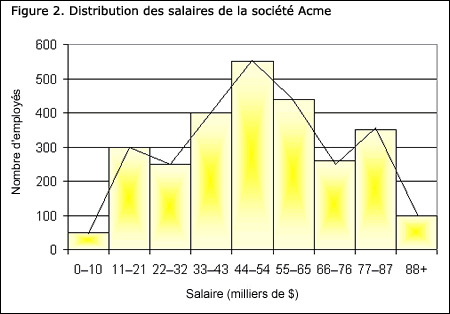 Figure 2. Distribution des salaires de la société Acme
Nombre d'employés
600
500
400
300
200
100
0
0–10 11–21 22–32 33–43 44–54 55–65 66–76 77–87 88+
Salaire (milliers de $)